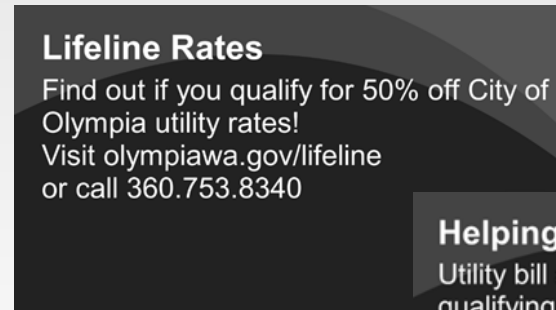 Lifeline Rates
Find out if you qualify for 50% off City of
Olympia utility rates!
Visit olympiawa.gov/lifeline
or call 360.753.8340
Helping
Utility bill
qualifying